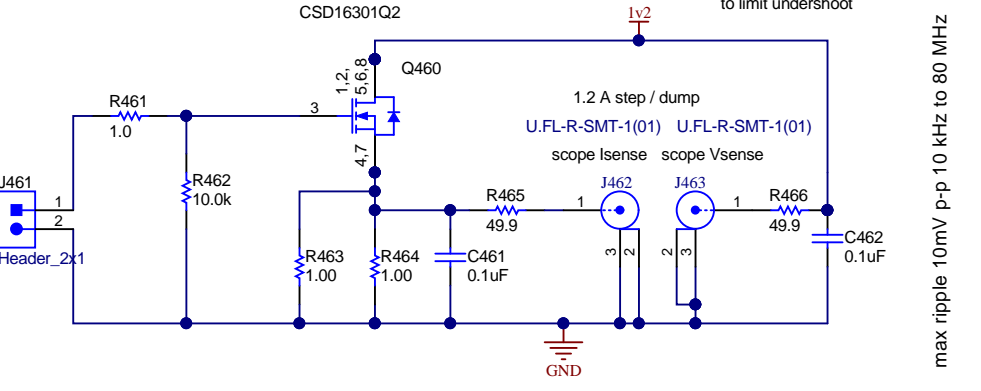 CSD16301Q2
to limit undershoot
1v2
1,2,
5,6,8
Q460
3
4,7
R461
1.0
R462
10.0k
J461
1
2
Header_2x1
1.2 A step / dump
U.FL-R-SMT-1(01) U.FL-R-SMT-1(01)
scope Isense scope Vsense
J462 J463
R465
49.9
1
3
2
1
2
3
R466
49.9
R463
1.00
R464
1.00
C461
0.1uF
C462
0.1uF
GND
max ripple 10mV p-p 10 kHz to 80 MHz